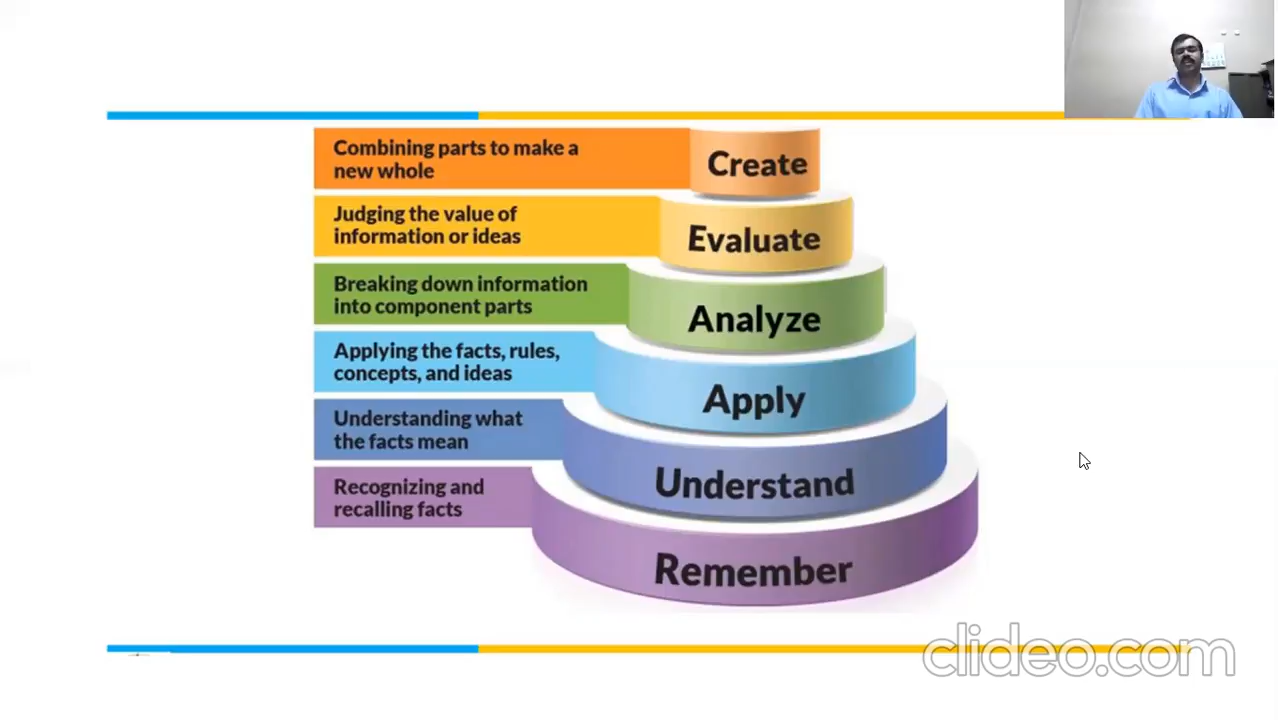 Combining parts to make a
new whole
Create
Judging the value of
information or ideas
Evaluate
Breaking down information
into component parts
Analyze
Applying the facts, rules,
concepts, and ideas
Apply
Understanding what
the facts mean
Understand
Recognizing and
recalling facts
Remember
clideo.com